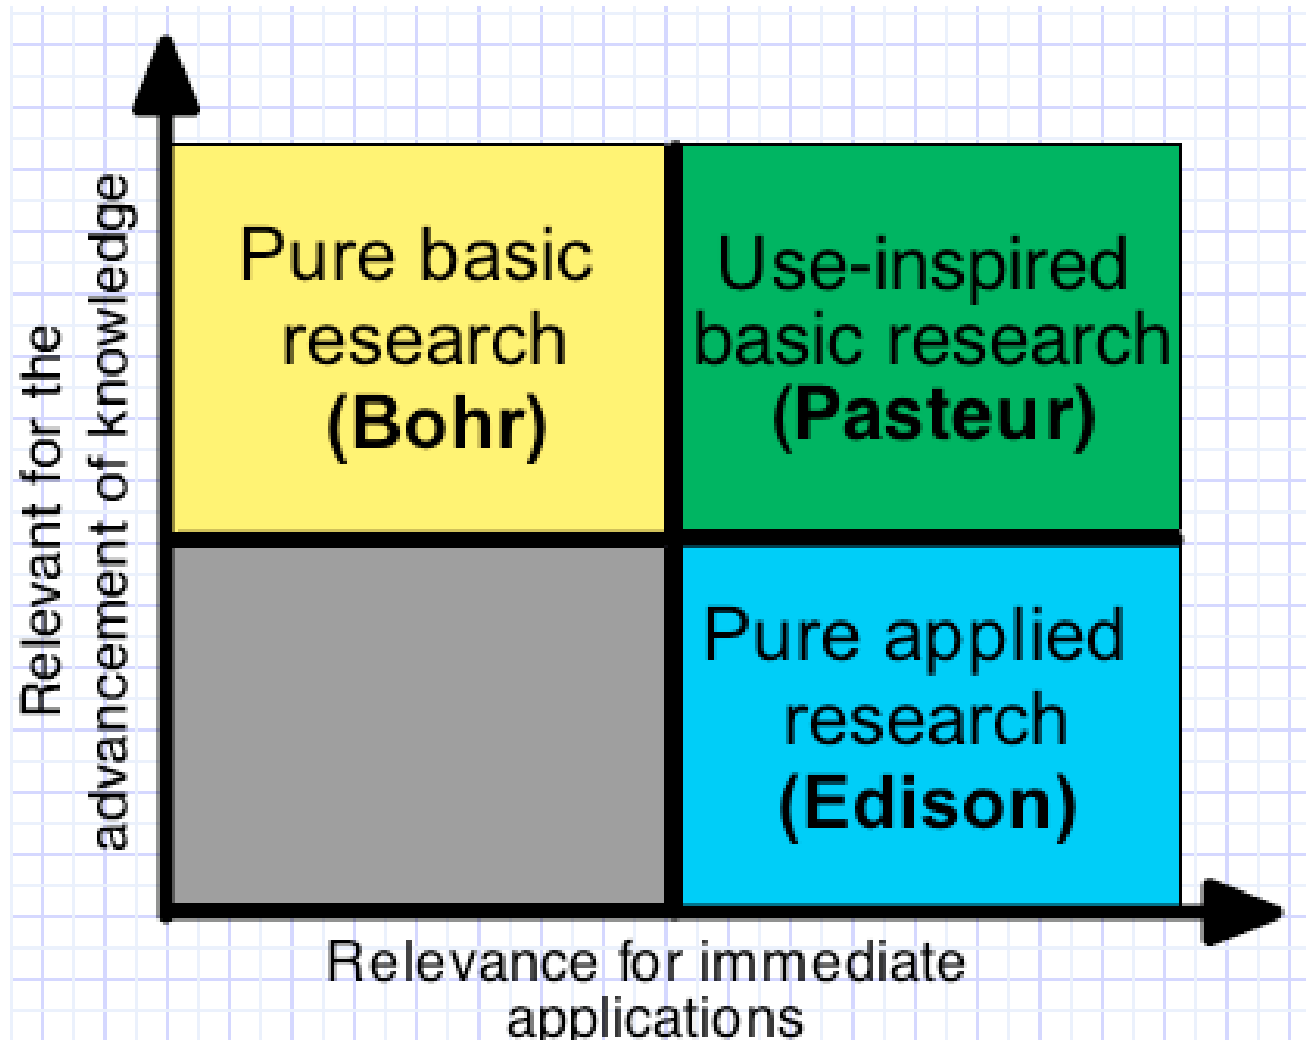 Relevant for the
advancement of knowledge
Pure basic
research
(Bohr)
Use-inspired
basic research
(Pasteur)
Pure applied
research
(Edison)
Relevance for immediate
applications